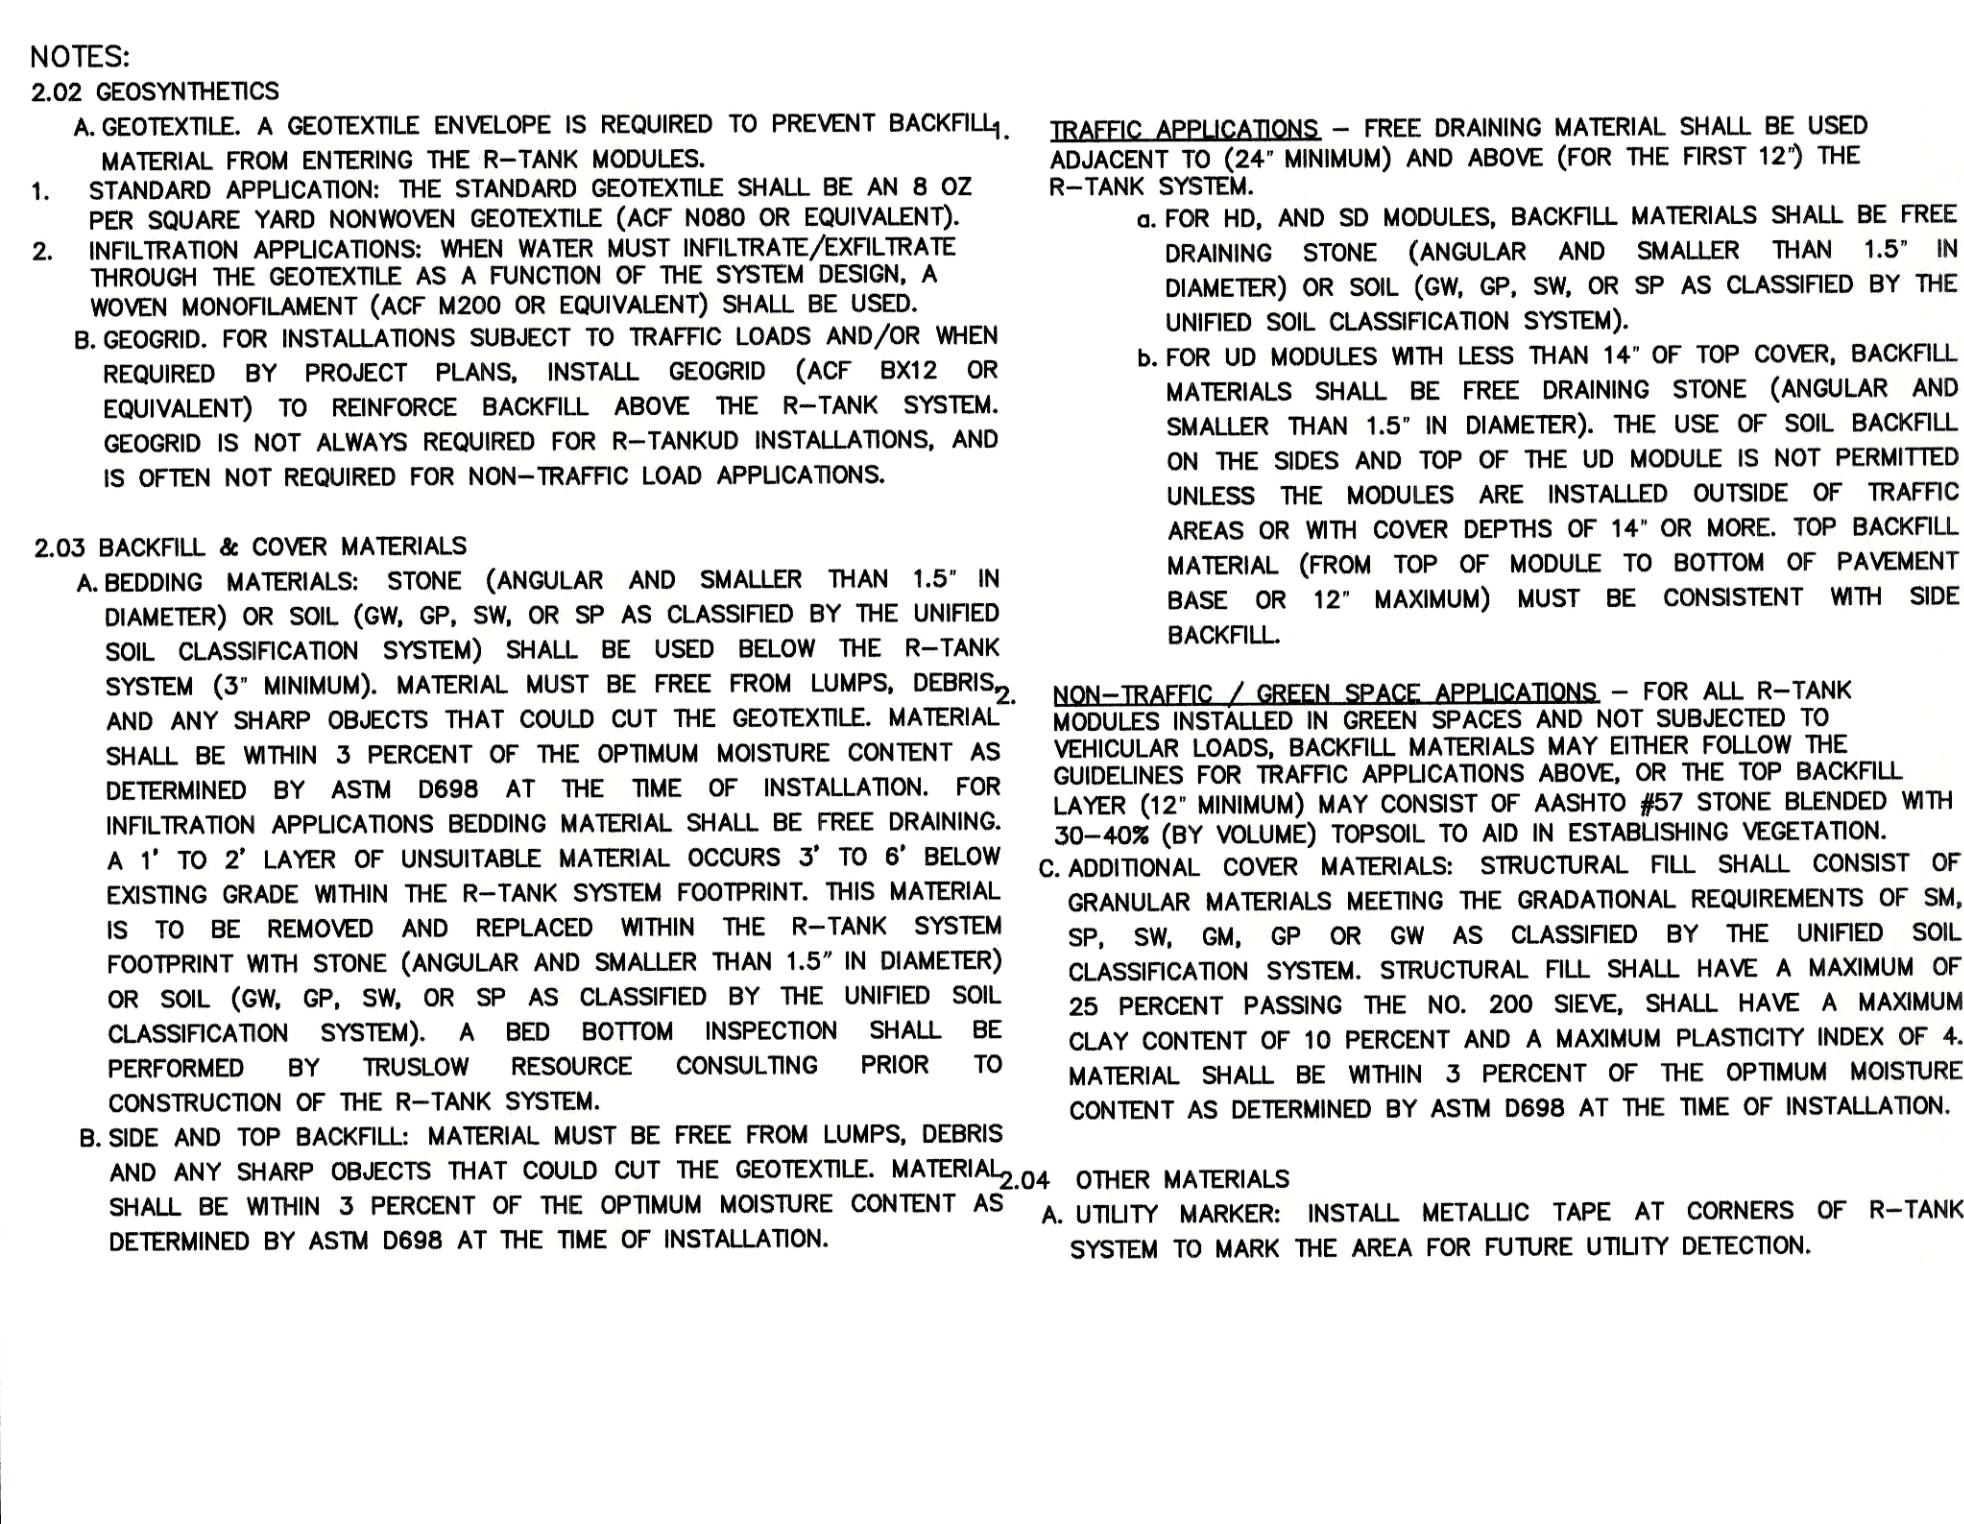 NOTES:
2.02 GEOSYNTHETICS
A. GEOTEXTILE. A GEOTEXTILE ENVELOPE IS REQUIRED TO PREVENT BACKFILL
MATERIAL FROM ENTERING THE R-TANK MODULES.
1. STANDARD APPLICATION: THE STANDARD GEOTEXTILE SHALL BE AN 8 OZ
PER SQUARE YARD NONWOVEN GEOTEXTILE (ACF N080 OR EQUIVALENT).
2. INFILTRATION APPLICATIONS: WHEN WATER MUST INFILTRATE/EXFILTRATE
THROUGH THE GEOTEXTILE AS A FUNCTION OF THE SYSTEM DESIGN, A
WOVEN MONOFILAMENT (ACF M200 OR EQUIVALENT) SHALL BE USED.
B. GEOGRID. FOR INSTALLATIONS SUBJECT TO TRAFFIC LOADS AND/OR WHEN
REQUIRED BY PROJECT PLANS, INSTALL GEOGRID (ACF BX12 OR
EQUIVALENT) TO REINFORCE BACKFILL ABOVE THE R-TANK SYSTEM.
GEOGRID IS NOT ALWAYS REQUIRED FOR R-TANKUD INSTALLATIONS, AND
IS OFTEN NOT REQUIRED FOR NON-TRAFFIC LOAD APPLICATIONS.
2.03 BACKFILL & COVER MATERIALS
A. BEDDING MATERIALS: STONE (ANGULAR AND SMALLER THAN 1.5" IN
DIAMETER) OR SOIL (GW, GP, SW, OR SP AS CLASSIFIED BY THE UNIFIED
SOIL CLASSIFICATION SYSTEM) SHALL BE USED BELOW THE R-TANK
SYSTEM (3" MINIMUM). MATERIAL MUST BE FREE FROM LUMPS, DEBRIS
AND ANY SHARP OBJECTS THAT COULD CUT THE GEOTEXTILE. MATERIAL
SHALL BE WITHIN 3 PERCENT OF THE OPTIMUM MOISTURE CONTENT AS
DETERMINED BY ASTM D698 AT THE TIME OF INSTALLATION. FOR
INFILTRATION APPLICATIONS BEDDING MATERIAL SHALL BE FREE DRAINING.
A 1' TO 2' LAYER OF UNSUITABLE MATERIAL OCCURS 3' TO 6' BELOW
EXISTING GRADE WITHIN THE R-TANK SYSTEM FOOTPRINT. THIS MATERIAL
IS TO BE REMOVED AND REPLACED WITHIN THE R-TANK SYSTEM
FOOTPRINT WITH STONE (ANGULAR AND SMALLER THAN 1.5" IN DIAMETER)
OR SOIL (GW, GP, SW, OR SP AS CLASSIFIED BY THE UNIFIED SOIL
CLASSIFICATION SYSTEM). A BED BOTTOM INSPECTION SHALL BE
PERFORMED BY TRUSLOW RESOURCE CONSULTING PRIOR TO
CONSTRUCTION OF THE R-TANK SYSTEM.
B. SIDE AND TOP BACKFILL: MATERIAL MUST BE FREE FROM LUMPS, DEBRIS
AND ANY SHARP OBJECTS THAT COULD CUT THE GEOTEXTILE. MATERIAL
SHALL BE WITHIN 3 PERCENT OF THE OPTIMUM MOISTURE CONTENT AS
DETERMINED BY ASTM D698 AT THE TIME OF INSTALLATION.
1. TRAFFIC APPLICATIONS - FREE DRAINING MATERIAL SHALL BE USED
ADJACENT TO (24" MINIMUM) AND ABOVE (FOR THE FIRST 12") THE
R-TANK SYSTEM.
a. FOR HD, AND SD MODULES, BACKFILL MATERIALS SHALL BE FREE
DRAINING STONE (ANGULAR AND SMALLER THAN 1.5" IN
DIAMETER) OR SOIL (GW, GP, SW, OR SP AS CLASSIFIED BY THE
UNIFIED SOIL CLASSIFICATION SYSTEM).
b. FOR UD MODULES WITH LESS THAN 14" OF TOP COVER, BACKFILL
MATERIALS SHALL BE FREE DRAINING STONE (ANGULAR AND
SMALLER THAN 1.5" IN DIAMETER). THE USE OF SOIL BACKFILL
ON THE SIDES AND TOP OF THE UD MODULE IS NOT PERMITTED
UNLESS THE MODULES ARE INSTALLED OUTSIDE OF TRAFFIC
AREAS OR WITH COVER DEPTHS OF 14" OR MORE. TOP BACKFILL
MATERIAL (FROM TOP OF MODULE TO BOTTOM OF PAVEMENT
BASE OR 12" MAXIMUM) MUST BE CONSISTENT WITH SIDE
BACKFILL.
2. NON-TRAFFIC / GREEN SPACE APPLICATIONS - FOR ALL R-TANK
MODULES INSTALLED IN GREEN SPACES AND NOT SUBJECTED TO
VEHICULAR LOADS, BACKFILL MATERIALS MAY EITHER FOLLOW THE
GUIDELINES FOR TRAFFIC APPLICATIONS ABOVE, OR THE TOP BACKFILL
LAYER (12" MINIMUM) MAY CONSIST OF AASHTO #57 STONE BLENDED WITH
30-40% (BY VOLUME) TOPSOIL TO AID IN ESTABLISHING VEGETATION.
C. ADDITIONAL COVER MATERIALS: STRUCTURAL FILL SHALL CONSIST OF
GRANULAR MATERIALS MEETING THE GRADATIONAL REQUIREMENTS OF SM,
SP, SW, GM, GP OR GW AS CLASSIFIED BY THE UNIFIED SOIL
CLASSIFICATION SYSTEM. STRUCTURAL FILL SHALL HAVE A MAXIMUM OF
25 PERCENT PASSING THE NO. 200 SIEVE, SHALL HAVE A MAXIMUM
CLAY CONTENT OF 10 PERCENT AND A MAXIMUM PLASTICITY INDEX OF 4.
MATERIAL SHALL BE WITHIN 3 PERCENT OF THE OPTIMUM MOISTURE
CONTENT AS DETERMINED BY ASTM D698 AT THE TIME OF INSTALLATION.
2.04 OTHER MATERIALS
A. UTILITY MARKER: INSTALL METALLIC TAPE AT CORNERS OF R-TANK
SYSTEM TO MARK THE AREA FOR FUTURE UTILITY DETECTION.